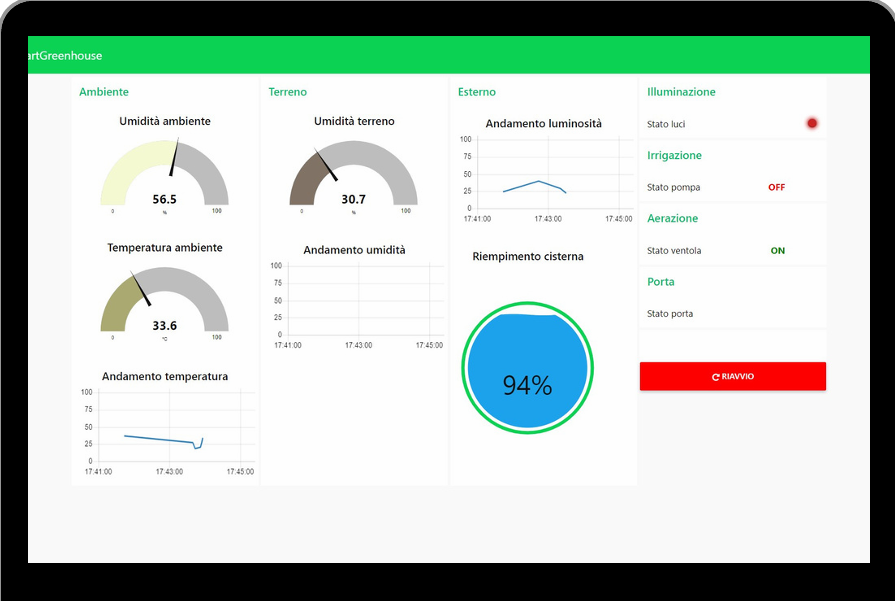 artGreenhouse
Ambiente
Umidità ambiente
56.5
%
0
100
Temperatura ambiente
33.6
°C
0
100
Andamento temperatura
100
75
50
25
0
17:41:00
17:43:00
17:45:00
Terreno
Umidità terreno
30.7
%
0
100
Andamento umidità
100
75
50
25
0
17:41:00
17:43:00
17:45:00
Esterno
Andamento luminosità
100
75
50
25
0
17:41:00
17:43:00
17:45:00
Riempimento cisterna
94%
Illuminazione
Stato luci
Irrigazione
Stato pompa OFF
Aerazione
Stato ventola ON
Porta
Stato porta
RIAVVIO